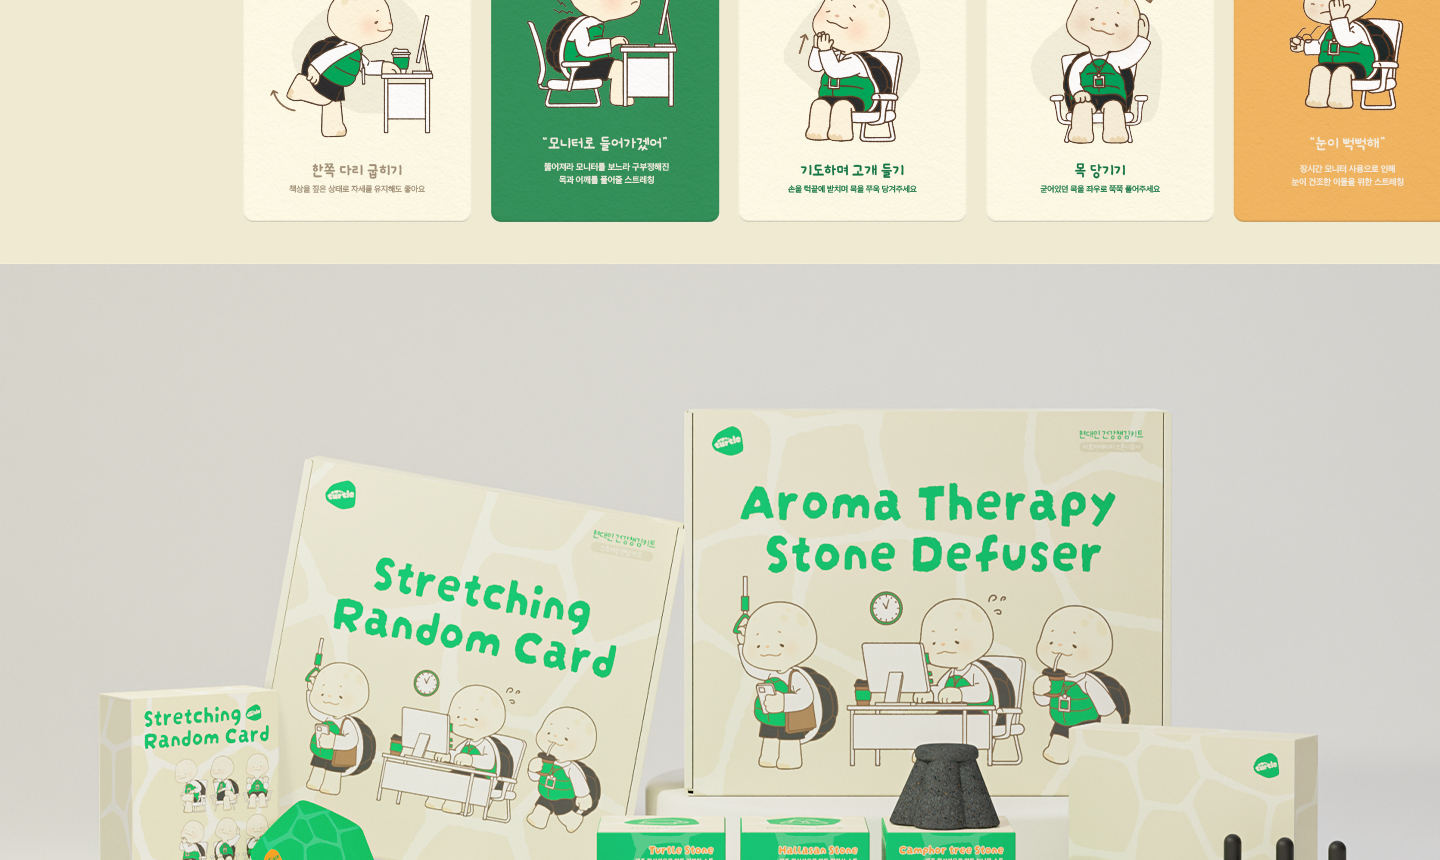 한쪽 다리 굽히기
책상을 짚은 상태로 자세를 유지해도 좋아요
“모니터로 들어가겠어”
뚫어져라 모니터를 보느라 구부정해진
목과 어깨를 풀어줄 스트레칭
기도하며 고개 들기
손을 턱끝에 받치며 목을 쭈욱 당겨주세요
목 당기기
굳어있던 목을 좌우로 쭉쭉 풀어주세요
“눈이 뻑뻑해”
장시간 모니터 사용으로 인해
눈이 건조한 이들을 위한 스트레칭
turtle
현대인 건강챙김키트
Aroma Therapy
Stone Defuser
turtle
현대인 건강챙김키트
Stretching
Random Card
Stretching
Random Card
turtle
Turtle Stone
Hallasan Stone
Camphor tree Stone